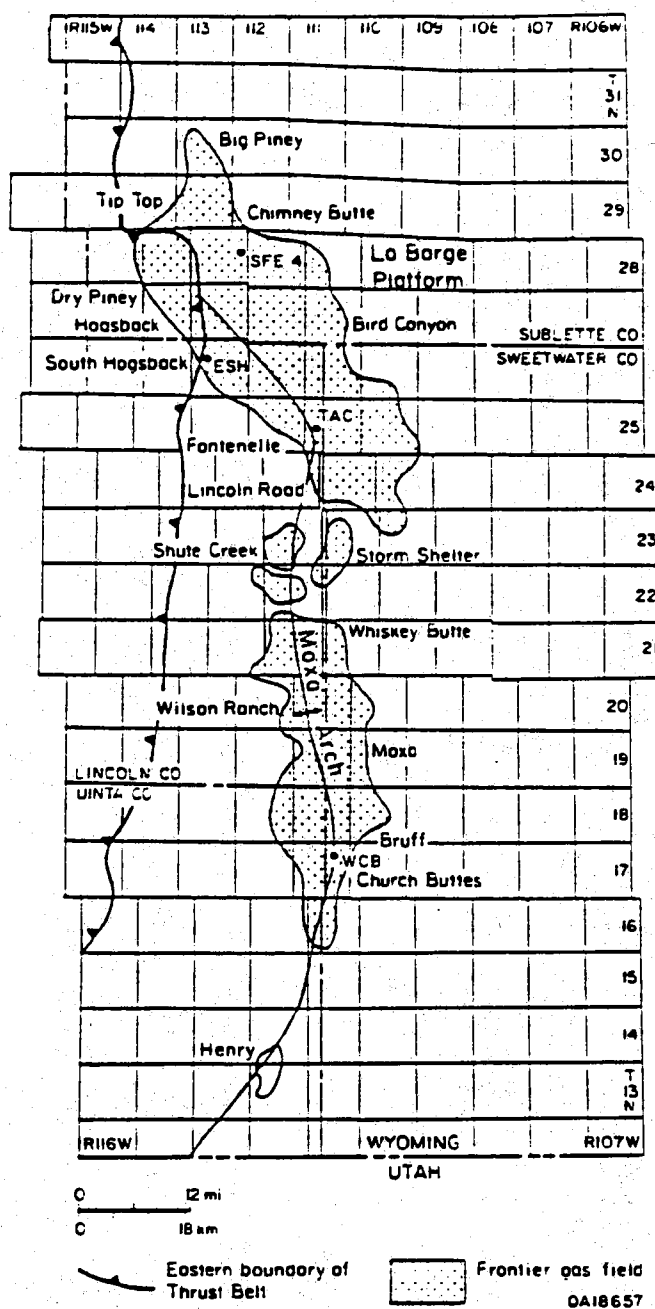 R115W 114 113 112 111 110 109 108 107 R106W
T
31
N
Big Piney
30
Tip Top
29
Chimney Butte
SFE 4
La Barge
Platform
28
Dry Piney
Hogsback
Bird Canyon
SUBLETTE CO
South Hogsback
ESH
SWEETWATER CO
TAC
25
Fontenelle
Lincoln Road
24
Shute Creek
Storm Shelter
23
22
Whiskey Butte
21
Moxa Arch
Wilson Ranch
20
Moxa
19
LINCOLN CO
UINTA CO
18
Bruff
WCB
17
Church Buttes
16
15
14
Henry
T
13
N
R116W WYOMING R107W
UTAH
0 12 mi
0 18 km
Eastern boundary of
Thrust Belt
Frontier gas field
QA18657